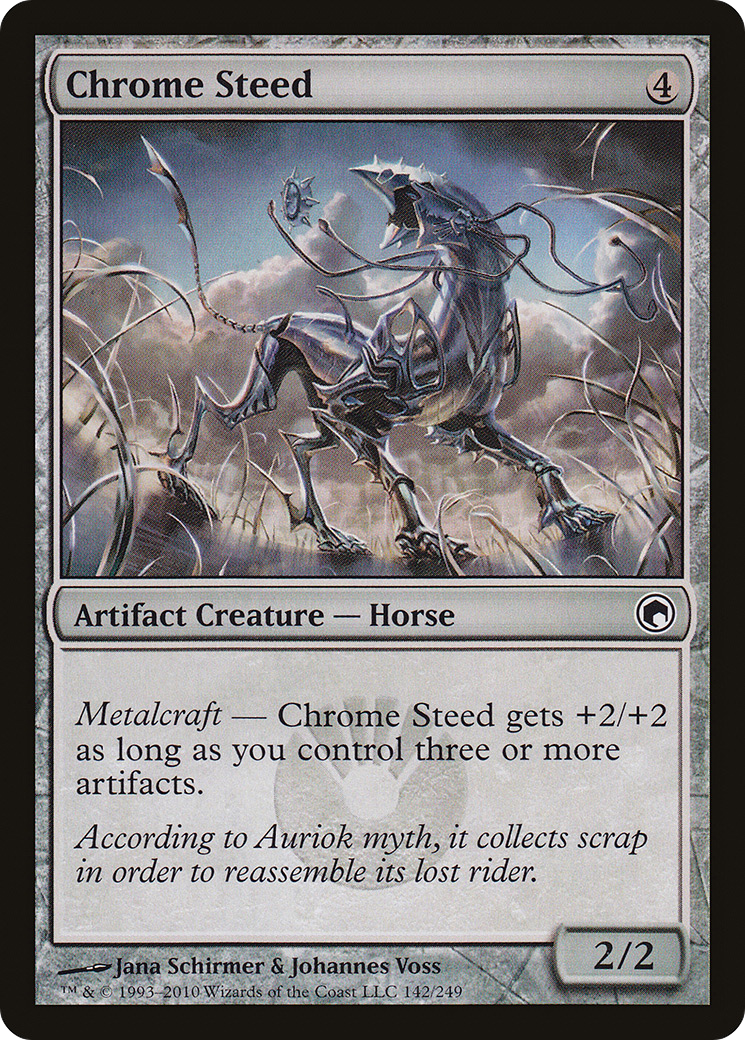 Chrome Steed
4
Artifact Creature — Horse
Metalcraft — Chrome Steed gets +2/+2
as long as you control three or more
artifacts.
According to Auriok myth, it collects scrap
in order to reassemble its lost rider.
2/2
Jana Schirmer & Johannes Voss
™ & © 1993–2010 Wizards of the Coast LLC 142/249